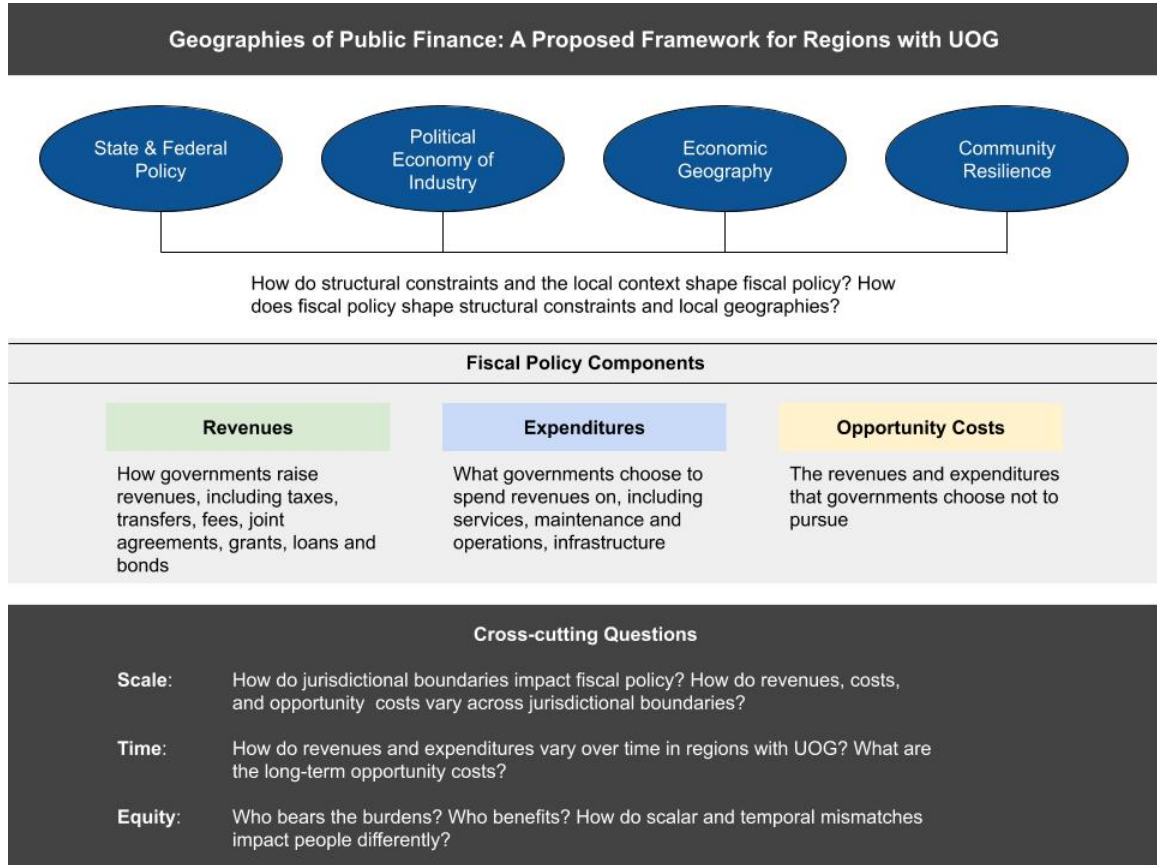 Geographies of Public Finance: A Proposed Framework for Regions with UOG
State & Federal
Policy
Political
Economy of
Industry
Economic
Geography
Community
Resilience
How do structural constraints and the local context shape fiscal policy? How
does fiscal policy shape structural constraints and local geographies?
Fiscal Policy Components
Revenues
How governments raise
revenues, including taxes,
transfers, fees, joint
agreements, grants, loans and
bonds
Expenditures
What governments choose to
spend revenues on, including
services, maintenance and
operations, infrastructure
Opportunity Costs
The revenues and expenditures
that governments choose not to
pursue
Cross-cutting Questions
Scale: How do jurisdictional boundaries impact fiscal policy? How do revenues, costs,
and opportunity costs vary across jurisdictional boundaries?
Time: How do revenues and expenditures vary over time in regions with UOG? What are
the long-term opportunity costs?
Equity: Who bears the burdens? Who benefits? How do scalar and temporal mismatches
impact people differently?